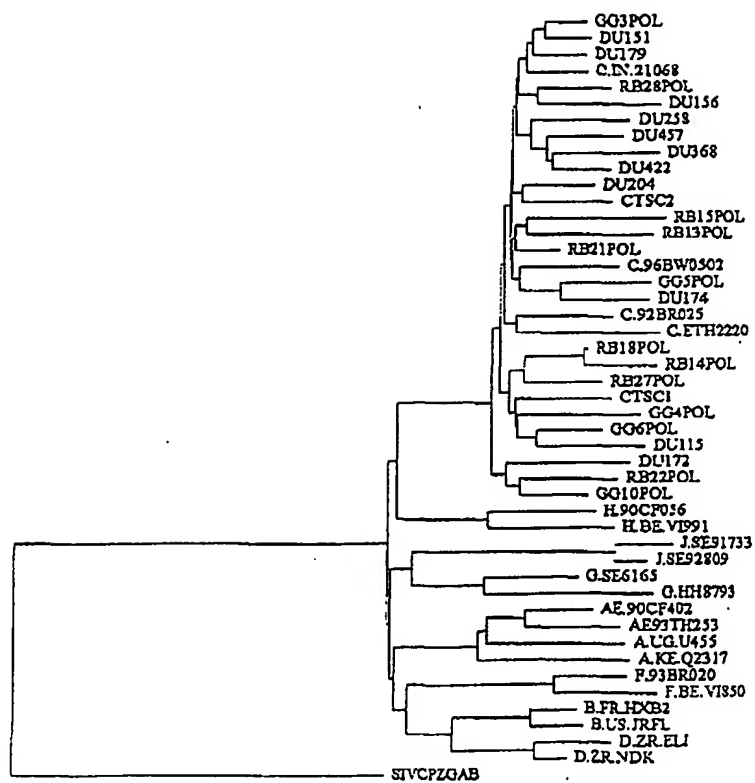 GG3POL
DU151
DU179
C.IN.21068
RB28POL
DU156
DU258
DU457
DU368
DU422
DU204
CTSC2
RB15POL
RB13POL
RB21POL
C.96BW0502
GG5POL
DU174
C.92BR025
C.ETH2220
RB18POL
RB14POL
RB27POL
CTSC1
GG4POL
GG6POL
DU115
DU172
RB22POL
GG10POL
H.90CF056
H.BE.VI991
J.SE91733
J.SE92809
G.SE6165
G.HH8793
AE.90CF402
AE93TH253
A.UG.U455
A.KE.Q2317
F.93BR020
F.BE.VI850
B.FR.HXB2
B.US.JRFL
D.ZR.ELI
D.ZR.NDK
SIVCPZGAB